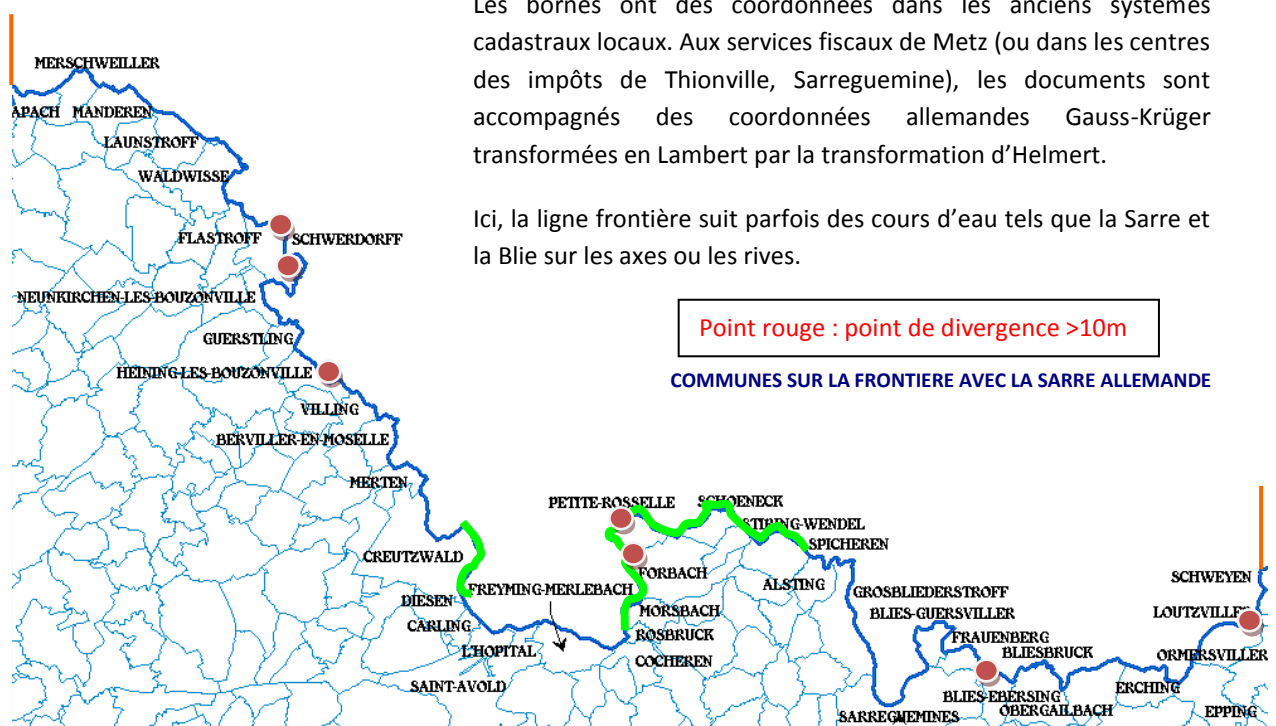 Les bornes ont des coordonnées dans les anciens systèmes
cadastraux locaux. Aux services fiscaux de Metz (ou dans les centres
des impôts de Thionville, Sarreguemine), les documents sont
accompagnés des coordonnées allemandes Gauss-Krüger
transformées en Lambert par la transformation d’Helmert.
Ici, la ligne frontière suit parfois des cours d’eau tels que la Sarre et
la Blie sur les axes ou les rives.
Point rouge : point de divergence >10m
COMMUNES SUR LA FRONTIERE AVEC LA SARRE ALLEMANDE
MERSCHWEILLER
APACH
MANDEREN
LAUNSTROFF
WALDWISSE
FLASTROFF
SCHWERDORFF
NEUNKIRCHEN-LES-BOUZONVILLE
GUERSTLING
HEINING-LES-BOUZONVILLE
VILLING
BERVILLER-EN-MOSELLE
MERTEN
PETITE-ROSSELLE
SCHOENECK
STIRING-WENDEL
SPICHEREN
CREUTZWALD
FORBACH
ALSTING
FREYMING-MERLEBACH
DIESEN
CARLING
MORSBACH
ROSBRUCK
L'HOPITAL
COCHEREN
SAINT-AVOLD
GROSBLIEDERSTROFF
BLIES-GUERSVILLER
FRAUENBERG
BLIESBRUCK
BLIES-EBERSING
OBERGAILBACH
SARREGUEMINES
ERCHING
SCHWEYEN
LOUTZVILLER
ORMERSVILLER
EPPING